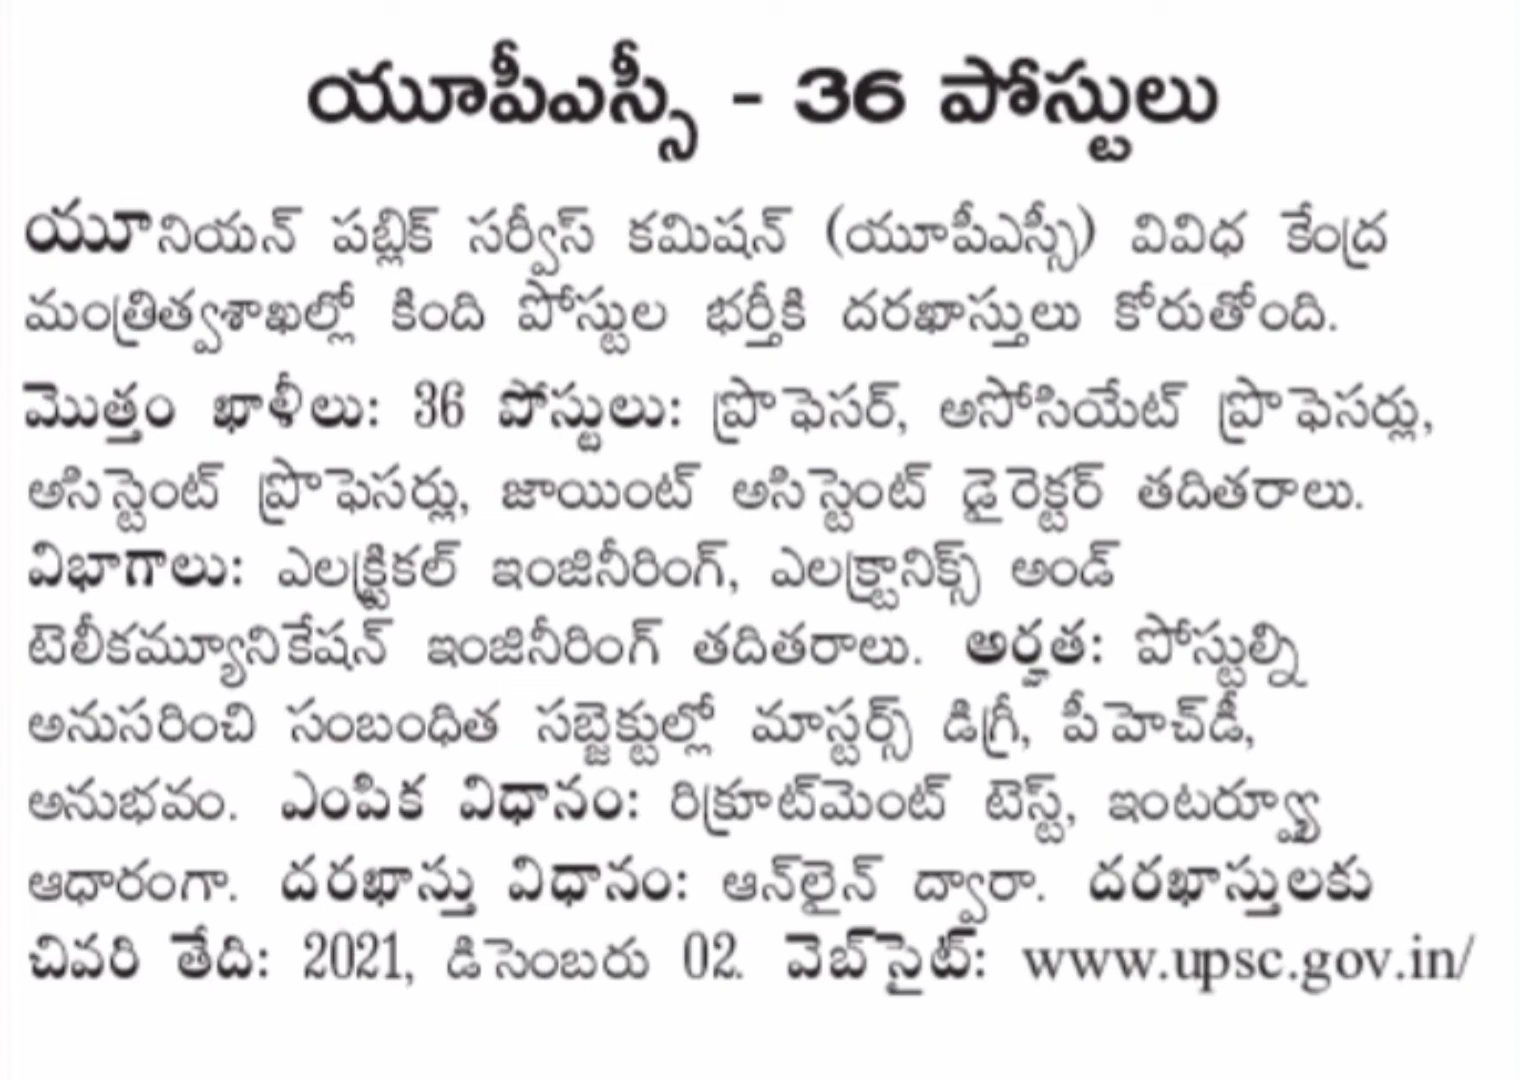 యూపీఎస్సీ - 36 పోస్టులు
యూనియన్ పబ్లిక్ సర్వీస్ కమిషన్ (యూపీఎస్సీ) వివిధ కేంద్ర
మంత్రిత్వశాఖల్లో కింది పోస్టుల భర్తీకి దరఖాస్తులు కోరుతోంది.
మొత్తం ఖాళీలు: 36 పోస్టులు: ప్రొఫెసర్, అసోసియేట్ ప్రొఫెసర్లు,
అసిస్టెంట్ ప్రొఫెసర్లు, జాయింట్ అసిస్టెంట్ డైరెక్టర్ తదితరాలు.
విభాగాలు: ఎలక్ట్రికల్ ఇంజినీరింగ్, ఎలక్ట్రానిక్స్ అండ్
టెలీకమ్యూనికేషన్ ఇంజినీరింగ్ తదితరాలు. అర్హత: పోస్టుల్ని
అనుసరించి సంబంధిత సబ్జెక్టుల్లో మాస్టర్స్ డిగ్రీ, పీహెచ్‌డీ,
అనుభవం. ఎంపిక విధానం: రిక్రూట్‌మెంట్ టెస్ట్, ఇంటర్వ్యూ
ఆధారంగా. దరఖాస్తు విధానం: ఆన్‌లైన్ ద్వారా. దరఖాస్తులకు
చివరి తేది: 2021, డిసెంబరు 02. వెబ్‌సైట్: www.upsc.gov.in/